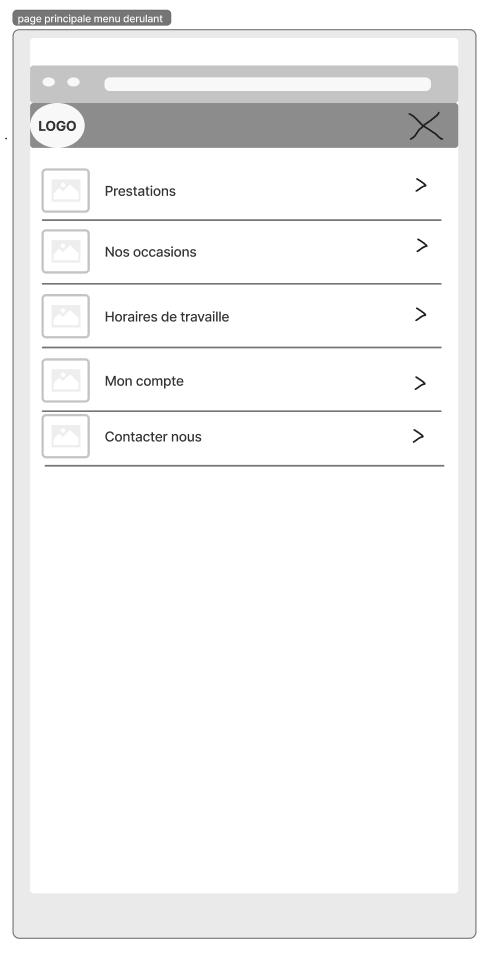 page principale menu derulant
LOGO
Prestations
Nos occasions
Horaires de travaille
Mon compte
Contacter nous